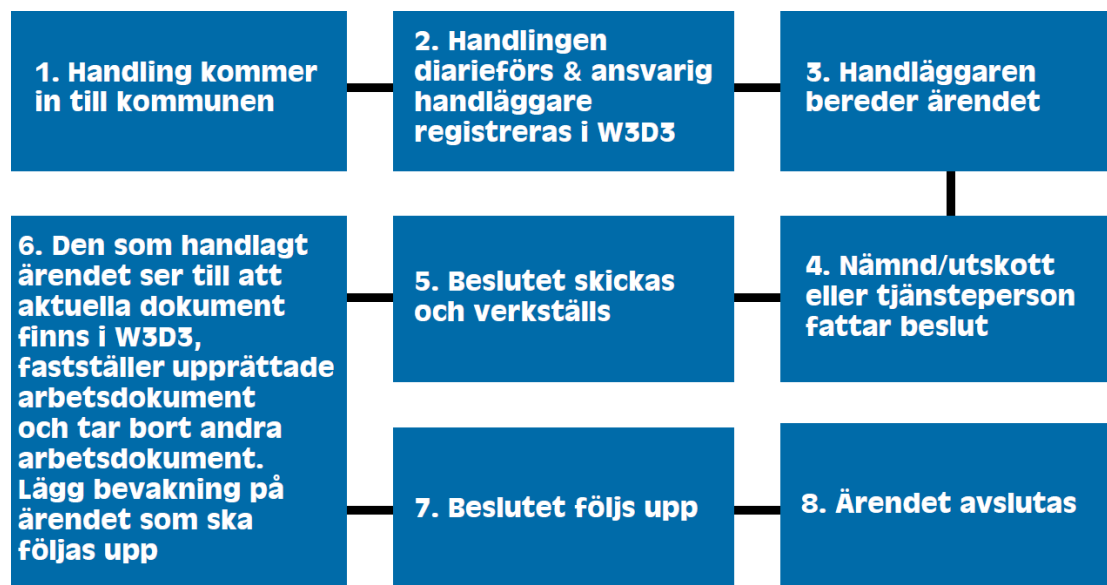 1. Handling kommer
in till kommunen
2. Handlingen
diarieförs & ansvarig
handläggare
registreras i W3D3
3. Handläggaren
bereder ärendet
4. Nämnd/utskott
eller tjänsteperson
fattar beslut
5. Beslutet skickas
och verkställs
6. Den som handlagt
ärendet ser till att
aktuella dokument
finns i W3D3,
fastställer upprättade
arbetsdokument
och tar bort andra
arbetsdokument.
Lägg bevakning på
ärendet som ska
följas upp
7. Beslutet följs upp
8. Ärendet avslutas